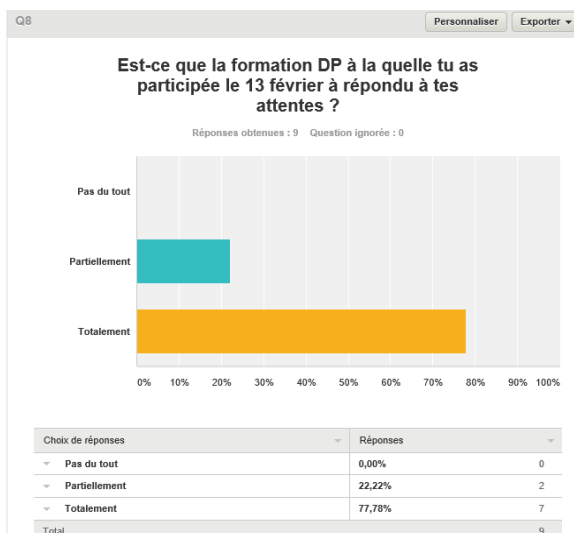 Q8
Personnaliser
Exporter
Est-ce que la formation DP à la quelle tu as
participée le 13 février à répondu à tes
attentes ?
Réponses obtenues : 9 Question ignorée : 0
Pas du tout
Partiellement
Totalement
0% 10% 20% 30% 40% 50% 60% 70% 80% 90% 100%
Choix de réponses Réponses
Pas du tout 0,00% 0
Partiellement 22,22% 2
Totalement 77,78% 7
Total 9